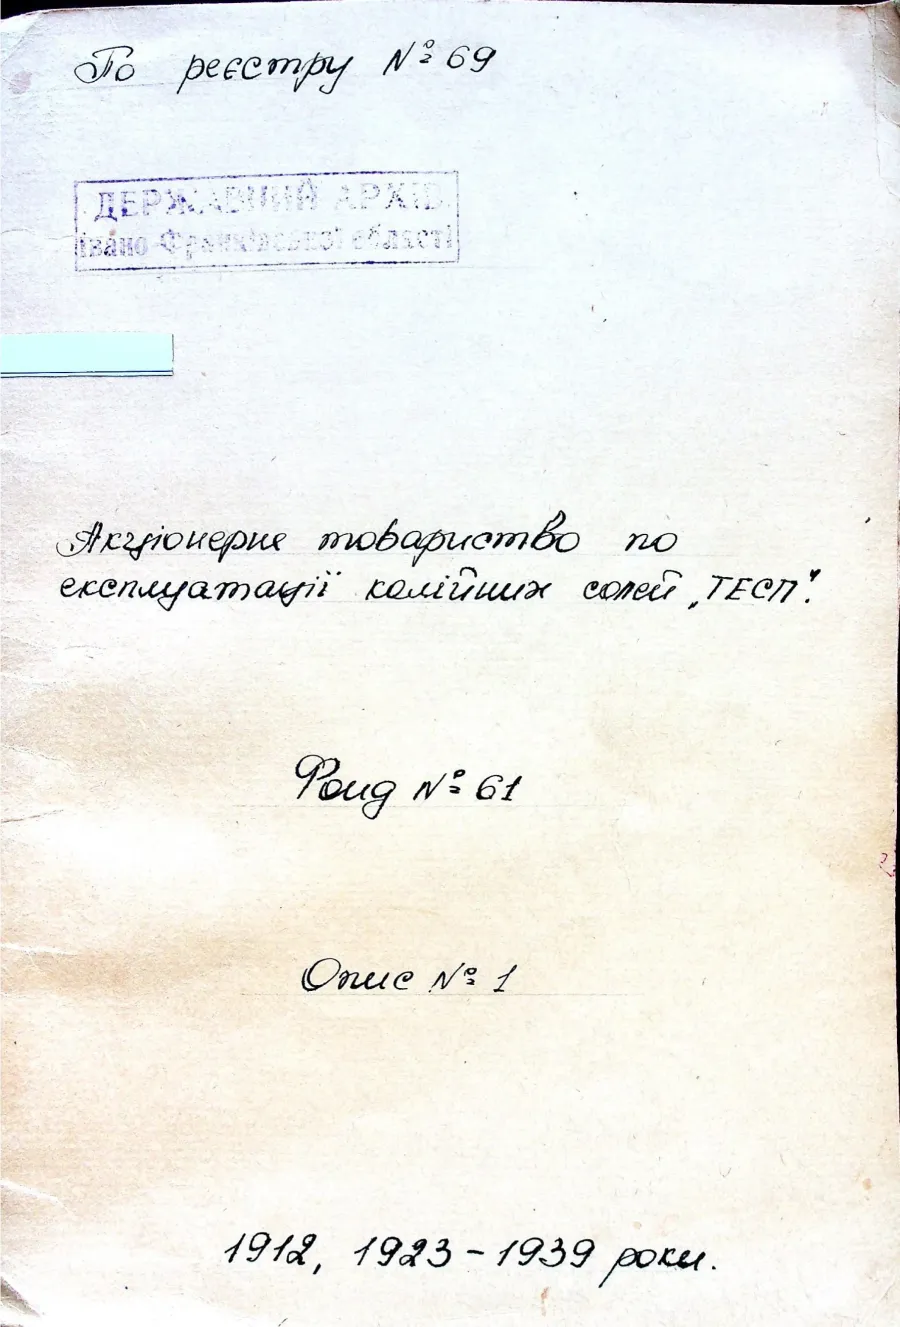 По реєстру № 69
ДЕРЖАВНИЙ АРХІВ
Івано-Франківської області
Акціонерне товариство по
експлуатації калійних солей „ТЕСП".
Фонд № 61
Опис № 1
1912, 1923-1939 роки.